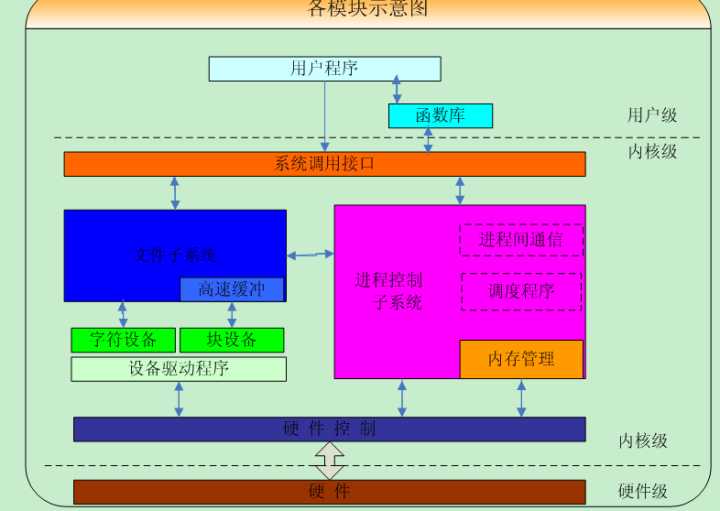 各模块示意图
用户程序
函数库
用户级
内核级
系统调用接口
文件子系统
高速缓冲
进程间通信
进程控制
子系统
调度程序
字符设备
块设备
设备驱动程序
内存管理
硬 件 控 制
内核级
硬 件
硬件级